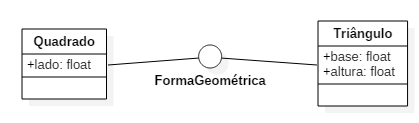 Quadrado
+lado: float
FormaGeométrica
Triângulo
+base: float
+altura: float